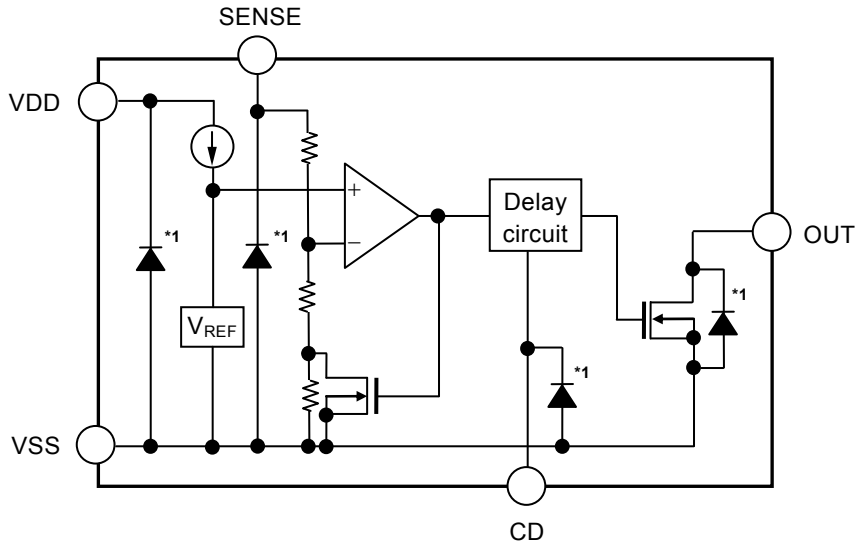 SENSE
VDD
*1
*1
+
−
Delay
circuit
OUT
*1
VREF
*1
VSS
CD